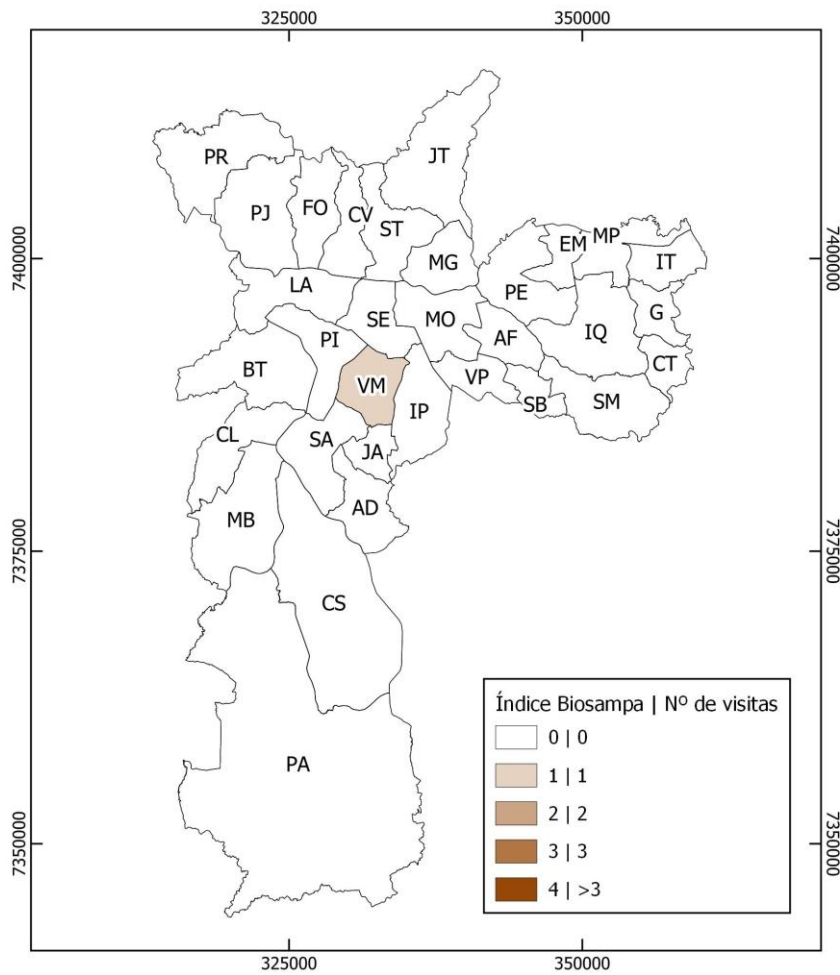 325000 350000
PR
JT
PJ FO CV ST
MG
EM MP
IT
7400000 7400000
LA
PE
G
SE MO
IQ
PI
AF
BT
VM
VP
CT
IP
SB SM
CL
SA
JA
MB
AD
7375000 7375000
CS
PA
Índice Biosampa | Nº de visitas
0 | 0
1 | 1
2 | 2
3 | 3
4 | >3
7350000 7350000
325000 350000